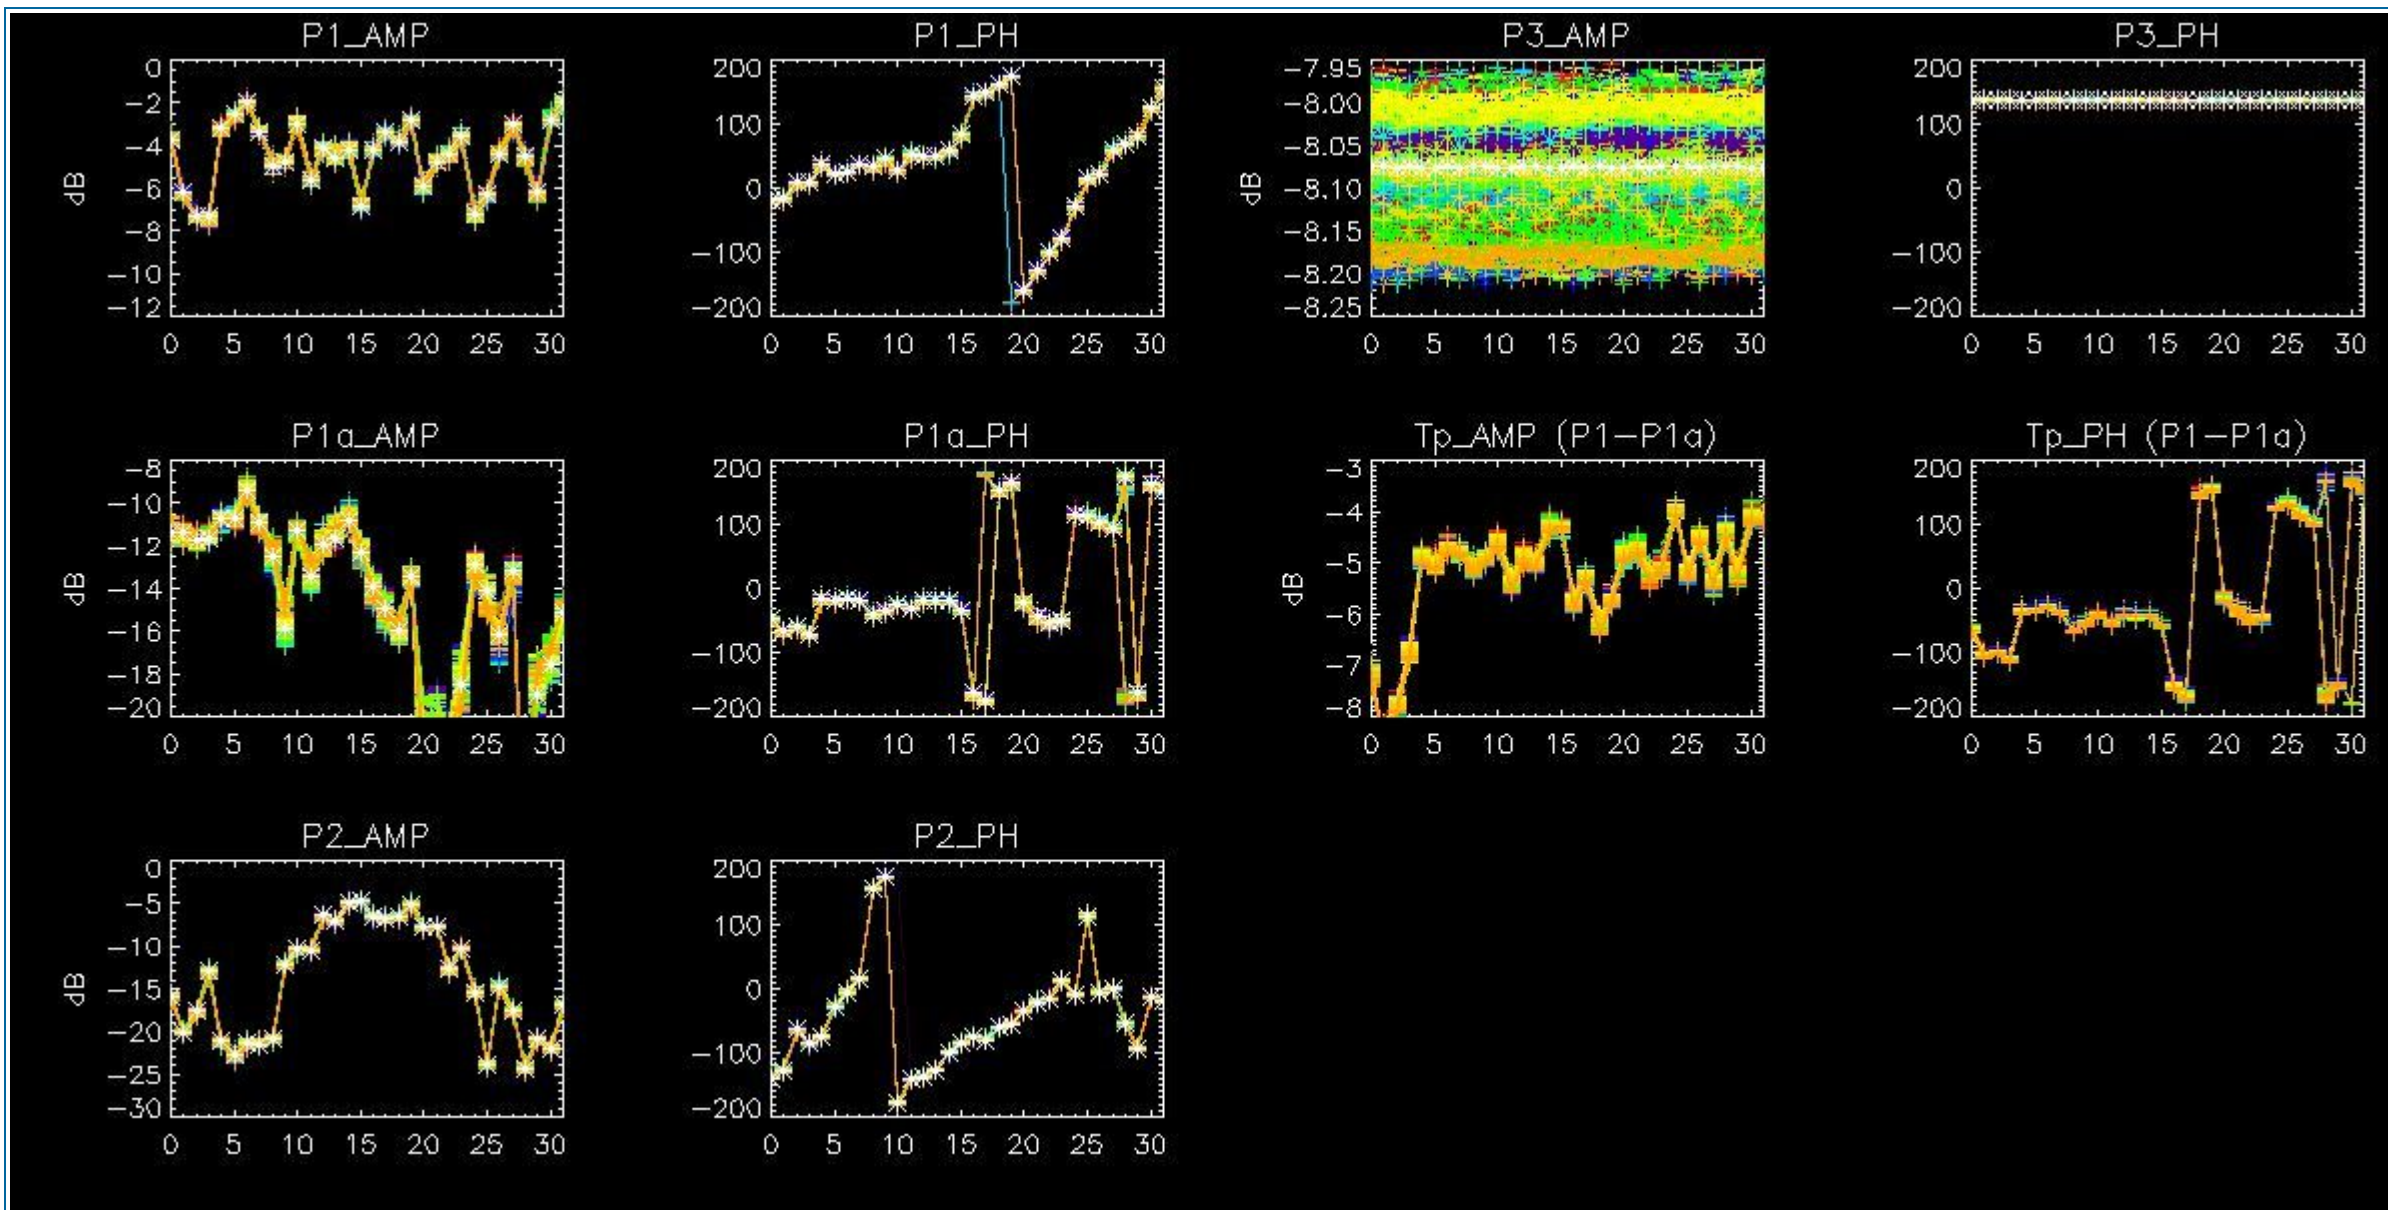 P1_AMP
0
−2
−4
−6
−8
−10
−12
dB
0 5 10 15 20 25 30
P1_PH
200
100
0
−100
−200
0 5 10 15 20 25 30
P3_AMP
−7.95
−8.00
−8.05
−8.10
−8.15
−8.20
−8.25
dB
0 5 10 15 20 25 30
P3_PH
200
100
0
−100
−200
0 5 10 15 20 25 30
P1a_AMP
−8
−10
−12
−14
−16
−18
−20
dB
0 5 10 15 20 25 30
P1a_PH
200
100
0
−100
−200
0 5 10 15 20 25 30
Tp_AMP (P1−P1a)
−3
−4
−5
−6
−7
−8
dB
0 5 10 15 20 25 30
Tp_PH (P1−P1a)
200
100
0
−100
−200
0 5 10 15 20 25 30
P2_AMP
0
−5
−10
−15
−20
−25
−30
dB
0 5 10 15 20 25 30
P2_PH
200
100
0
−100
−200
0 5 10 15 20 25 30